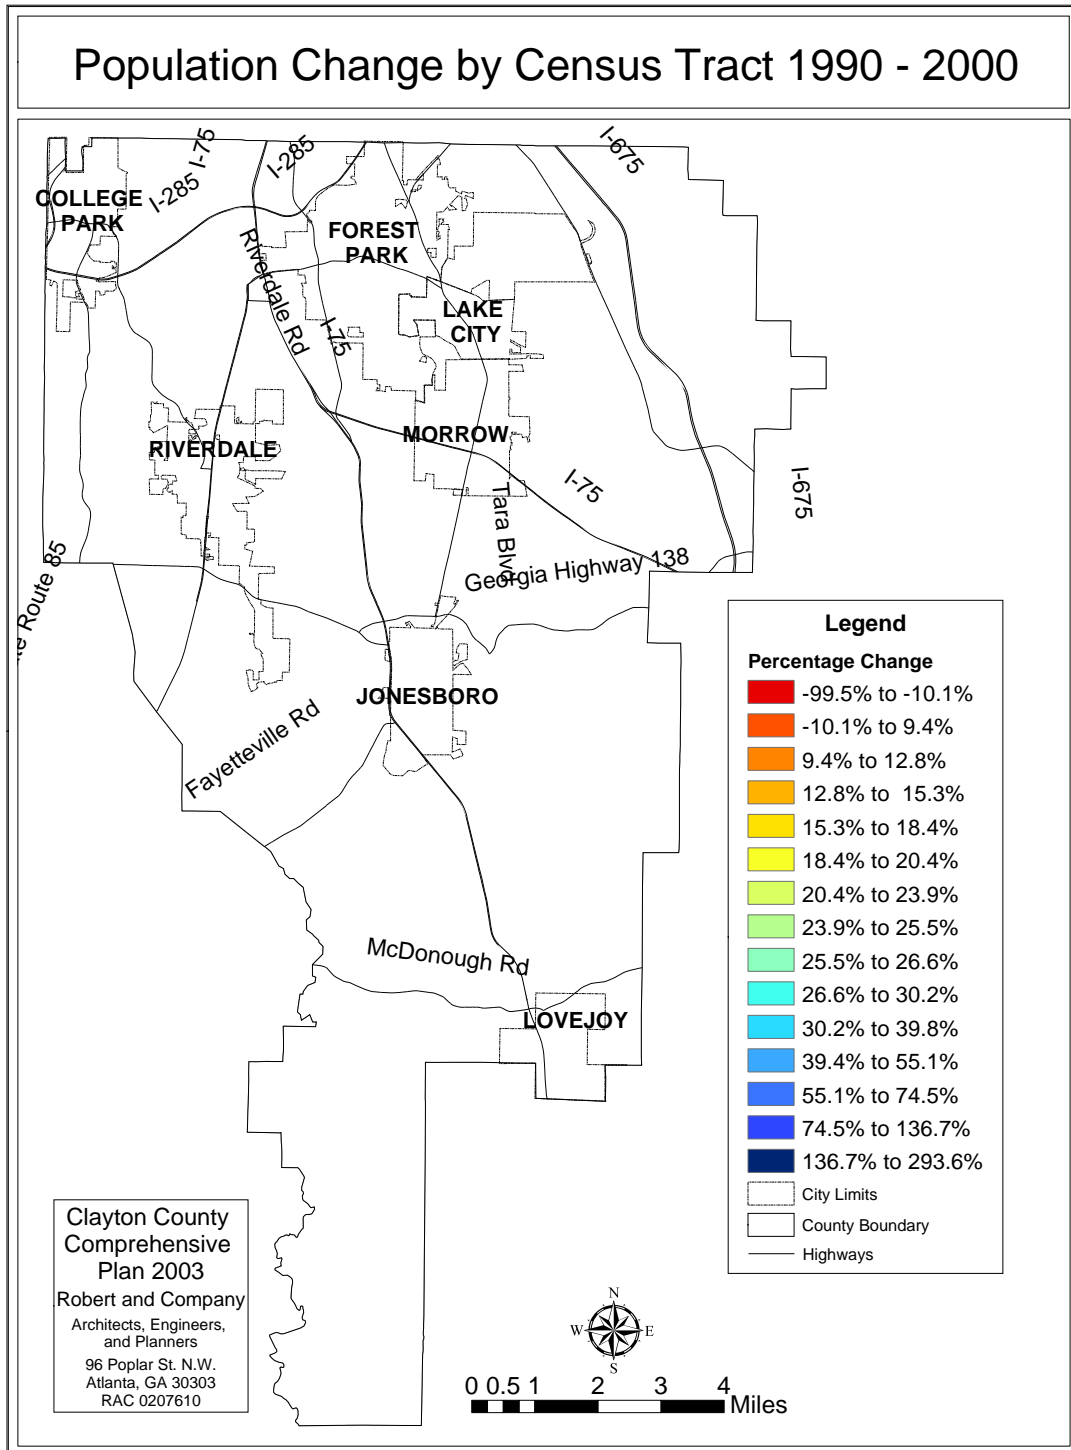 Population Change by Census Tract 1990 - 2000
I-75
I-285
I-675
I-285
COLLEGE
PARK
FOREST
PARK
Riverdale Rd
LAKE
CITY
I-75
RIVERDALE
MORROW
I-75
I-675
Tara Blvd
Georgia Highway 138
Route 85
JONESBORO
Fayetteville Rd
McDonough Rd
LOVEJOY
Legend
Percentage Change
-99.5% to -10.1%
-10.1% to 9.4%
9.4% to 12.8%
12.8% to 15.3%
15.3% to 18.4%
18.4% to 20.4%
20.4% to 23.9%
23.9% to 25.5%
25.5% to 26.6%
26.6% to 30.2%
30.2% to 39.8%
39.4% to 55.1%
55.1% to 74.5%
74.5% to 136.7%
136.7% to 293.6%
City Limits
County Boundary
Highways
Clayton County
Comprehensive
Plan 2003
Robert and Company
Architects, Engineers,
and Planners
96 Poplar St. N.W.
Atlanta, GA 30303
RAC 0207610
N
W E
S
0 0.5 1 2 3 4
Miles